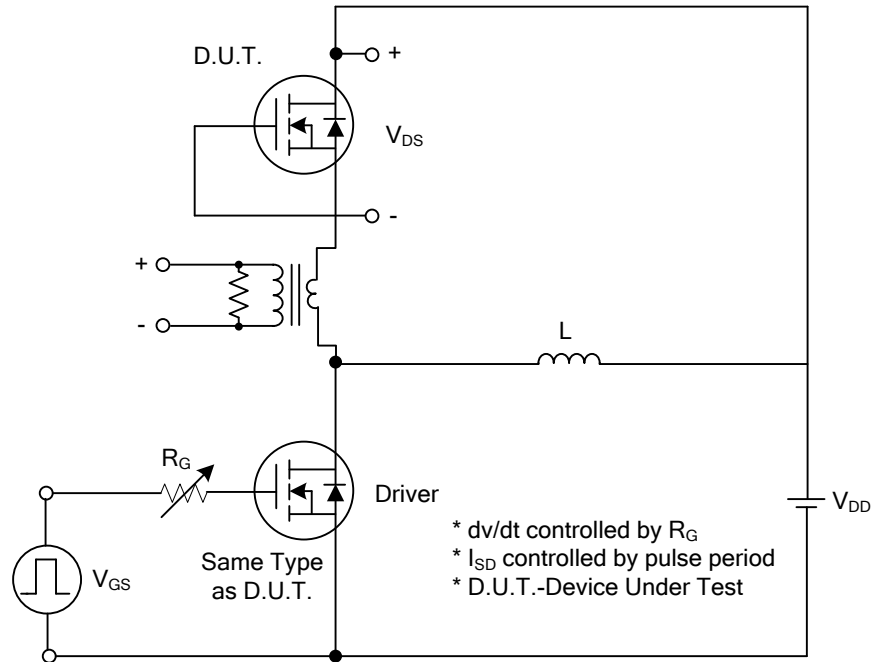 D.U.T.
+
V_DS
-
+
-
L
R_G
Driver
V_DD
V_GS
Same Type
as D.U.T.
* dv/dt controlled by R_G
* I_SD controlled by pulse period
* D.U.T.-Device Under Test